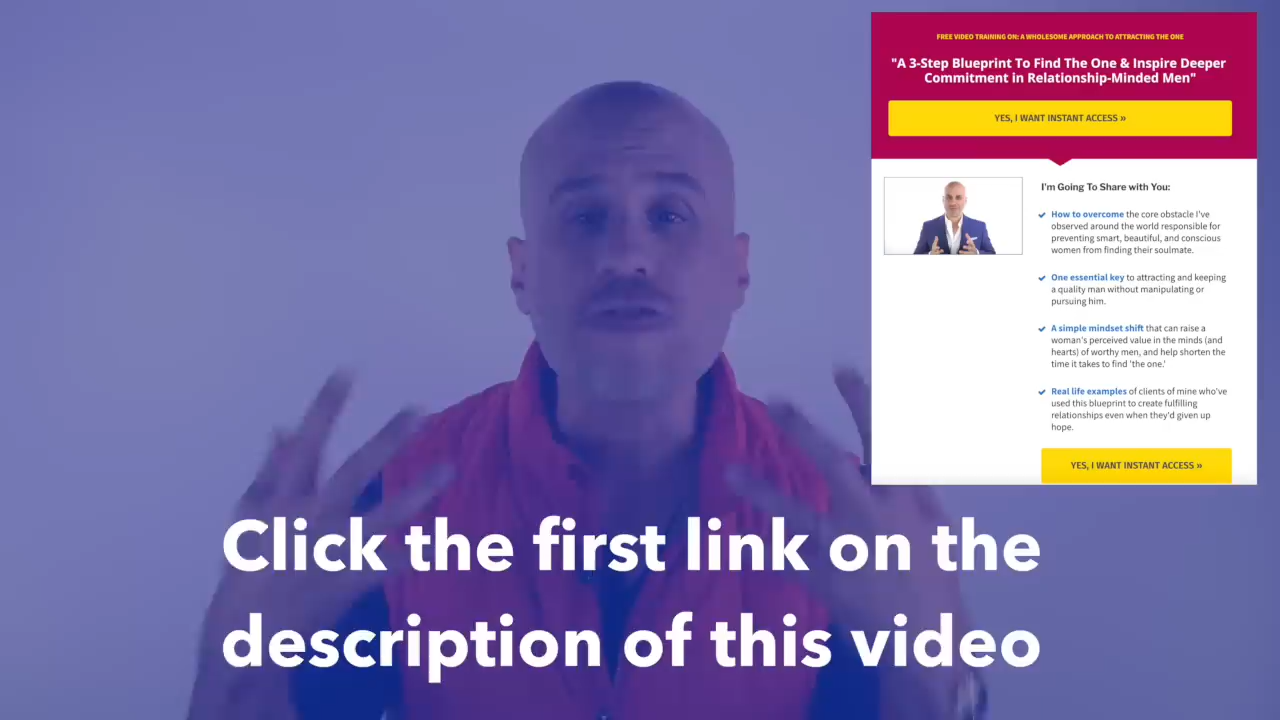 FREE VIDEO TRAINING ON: A WHOLESOME APPROACH TO ATTRACTING THE ONE
"A 3-Step Blueprint To Find The One & Inspire Deeper
Commitment in Relationship-Minded Men"
YES, I WANT INSTANT ACCESS »
I'm Going To Share with You:
How to overcome the core obstacle I've
observed around the world responsible for
preventing smart, beautiful, and conscious
women from finding their soulmate.
One essential key to attracting and keeping
a quality man without manipulating or
pursuing him.
A simple mindset shift that can raise a
woman's perceived value in the minds (and
hearts) of worthy men, and help shorten the
time it takes to find 'the one.'
Real life examples of clients of mine who've
used this blueprint to create fulfilling
relationships even when they'd given up
hope.
YES, I WANT INSTANT ACCESS »
Click the first link on the
description of this video